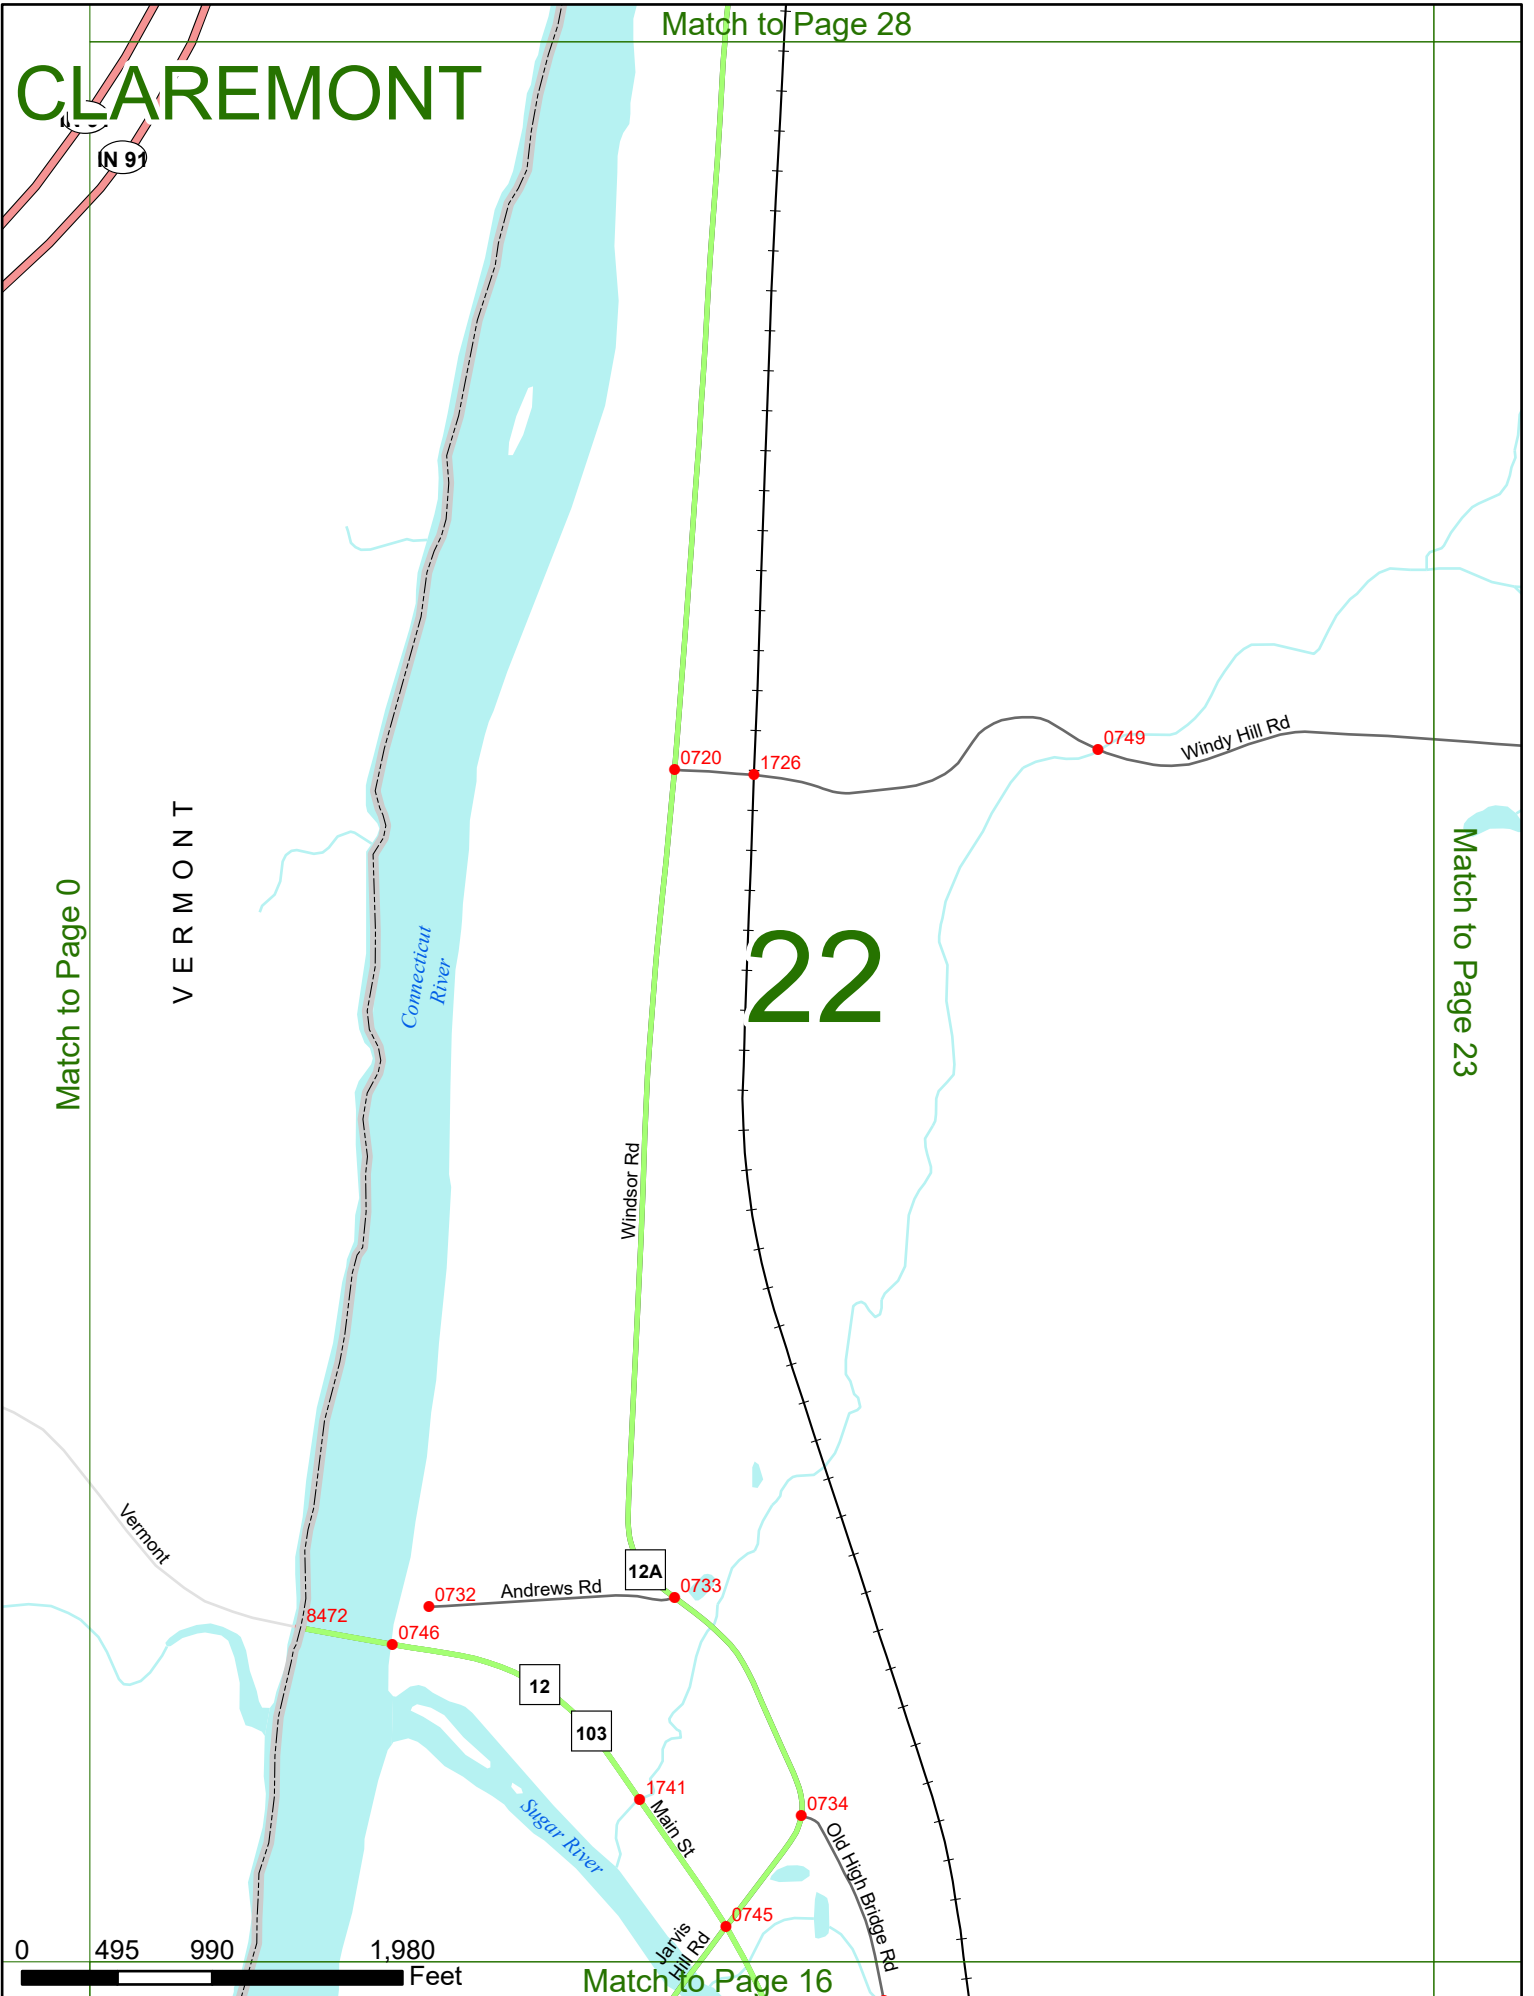 Match to Page 28
CLAREMONT
IN 91
0749
Windy Hill Rd
0720
1726
VERMONT
Match to Page 0
Match to Page 23
22
Connecticut
River
Windsor Rd
Vermont
12A
0733
0732
Andrews Rd
8472
0746
12
103
1741
Main St
0734
Sugar River
Old High Bridge Rd
0745
Jarvis
Hill Rd
0 495 990 1,980
Feet
Match to Page 16